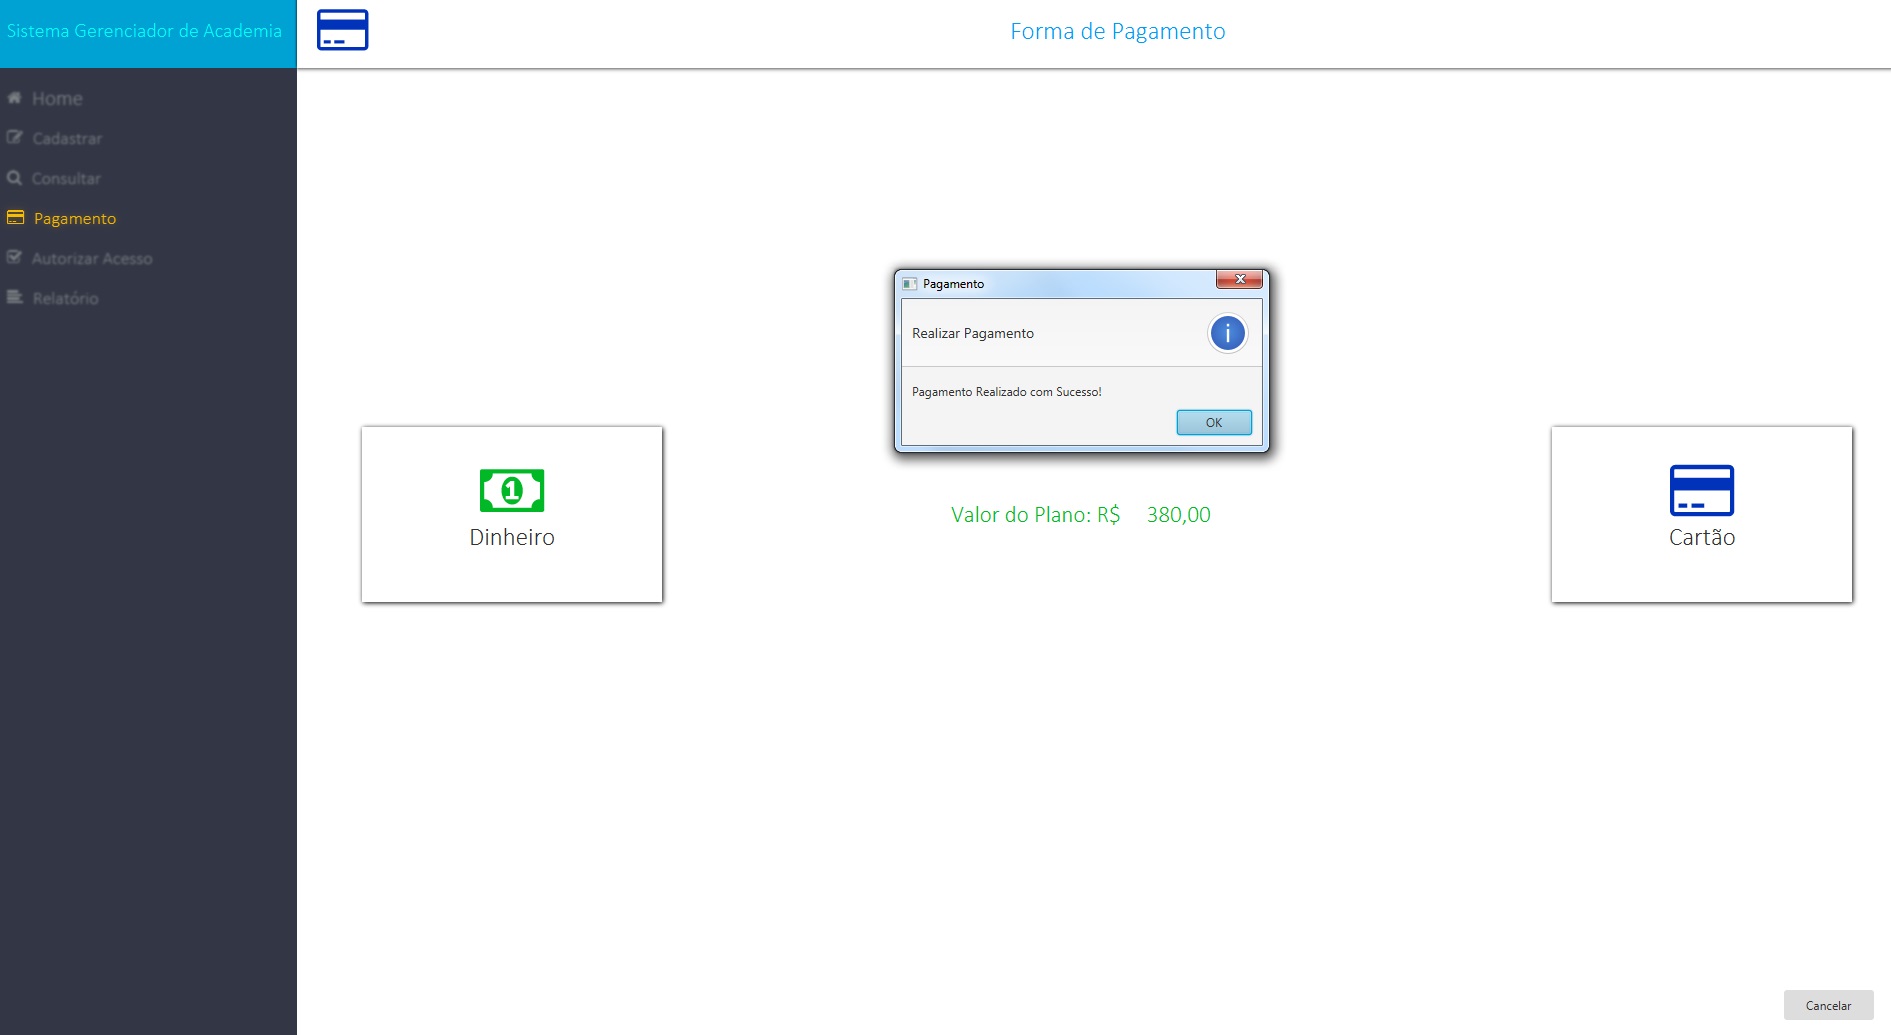 Sistema Gerenciador de Academia
Forma de Pagamento
Home
Cadastrar
Consultar
Pagamento
Autorizar Acesso
Relatório
Pagamento
Realizar Pagamento
Pagamento Realizado com Sucesso!
OK
Dinheiro
Valor do Plano: R$ 380,00
Cartão
Cancelar